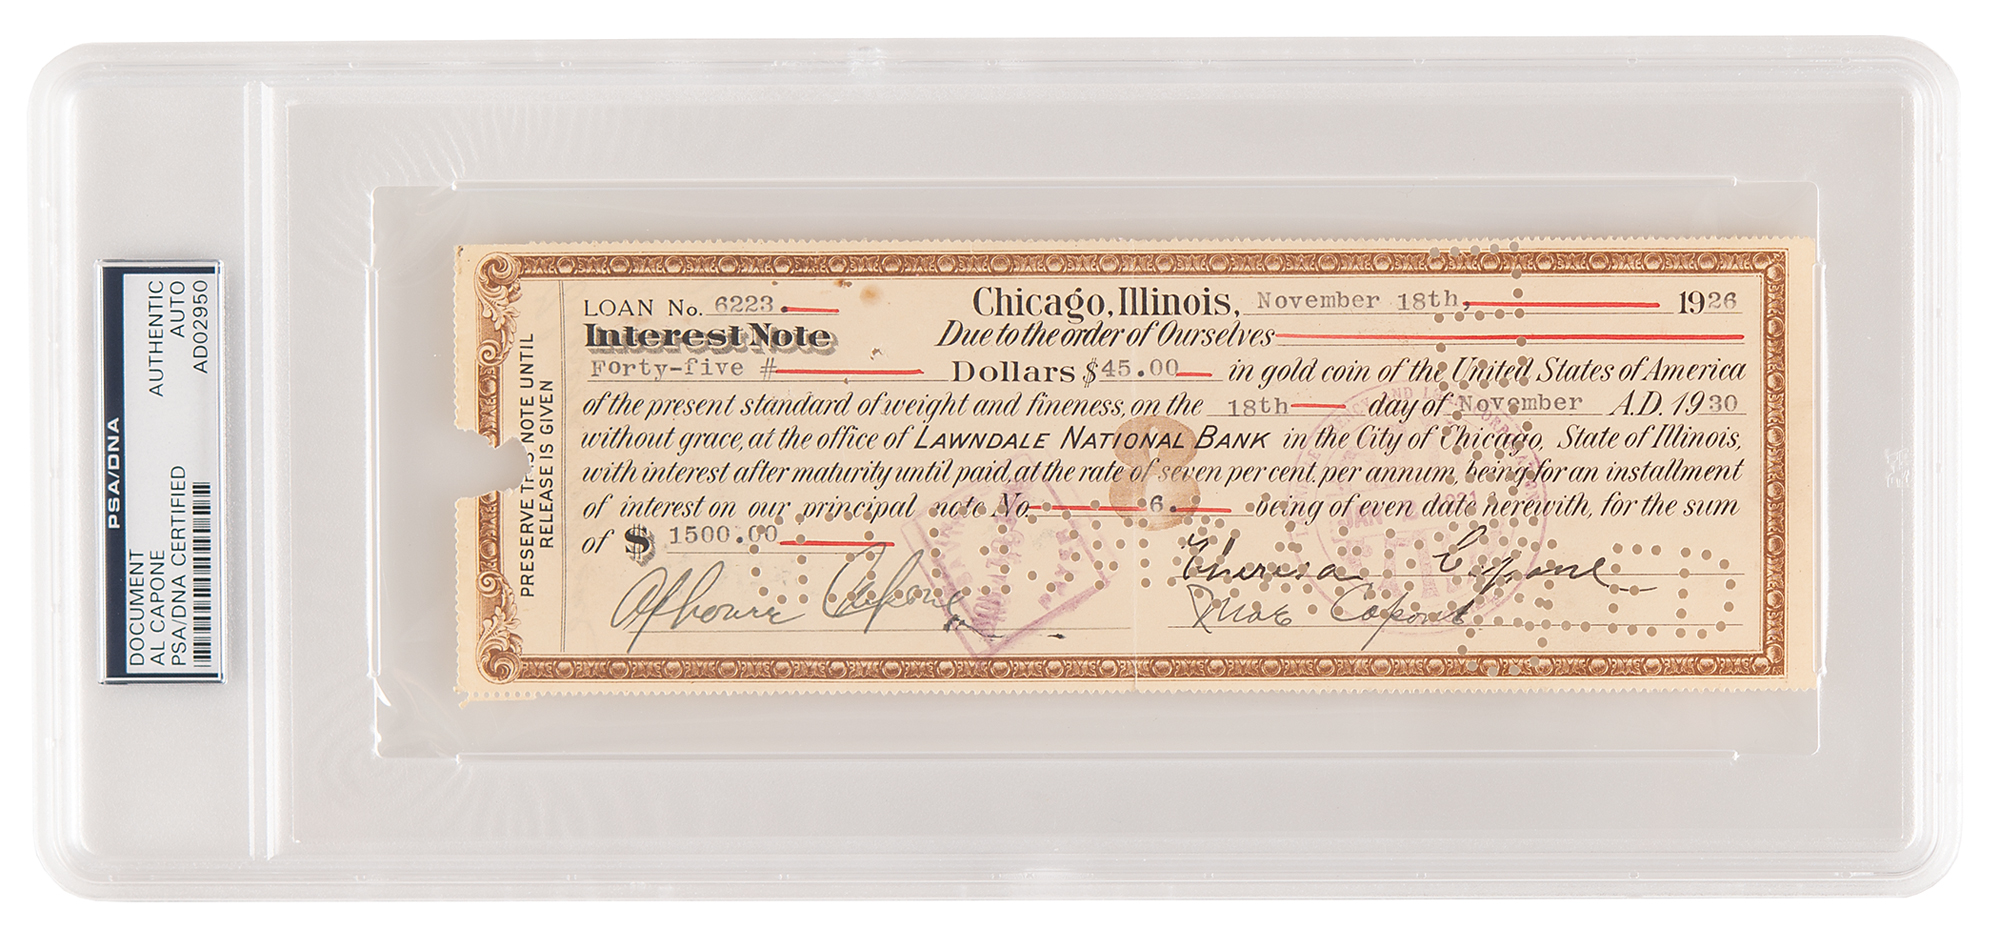 PSA/DNA
DOCUMENT
AL CAPONE
PSA/DNA CERTIFIED
AUTHENTIC
AUTO
AD02950
PRESERVE THIS NOTE UNTIL
RELEASE IS GIVEN
LOAN No. 6223. Chicago, Illinois, November 18th, 1926
Interest Note Due to the order of Ourselves
Forty-five # Dollars $45.00 in gold coin of the United States of America
of the present standard of weight and fineness, on the 18th day of November A.D. 1930
without grace, at the office of LAWNDALE NATIONAL BANK in the City of Chicago, State of Illinois,
with interest after maturity until paid, at the rate of seven per cent. per annum, being for an installment
of interest on our principal note No. 6. being of even date herewith, for the sum
of $ 1500.00
Alphonse Capone
Theresa Capone
Mae Capone